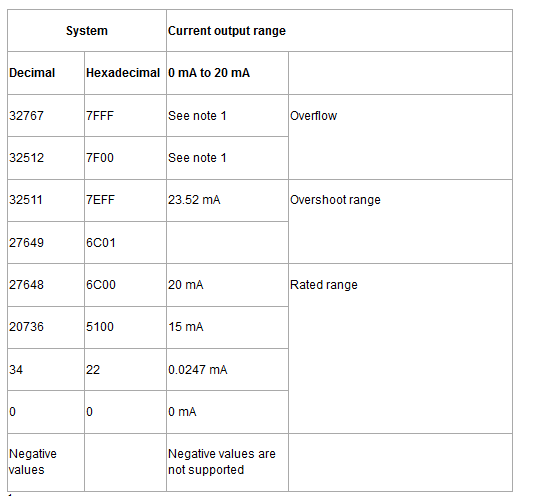 System Current output range
Decimal Hexadecimal 0 mA to 20 mA
32767 7FFF See note 1 Overflow
32512 7F00 See note 1
32511 7EFF 23.52 mA Overshoot range
27649 6C01
27648 6C00 20 mA Rated range
20736 5100 15 mA
34 22 0.0247 mA
0 0 0 mA
Negative values Negative values are not supported